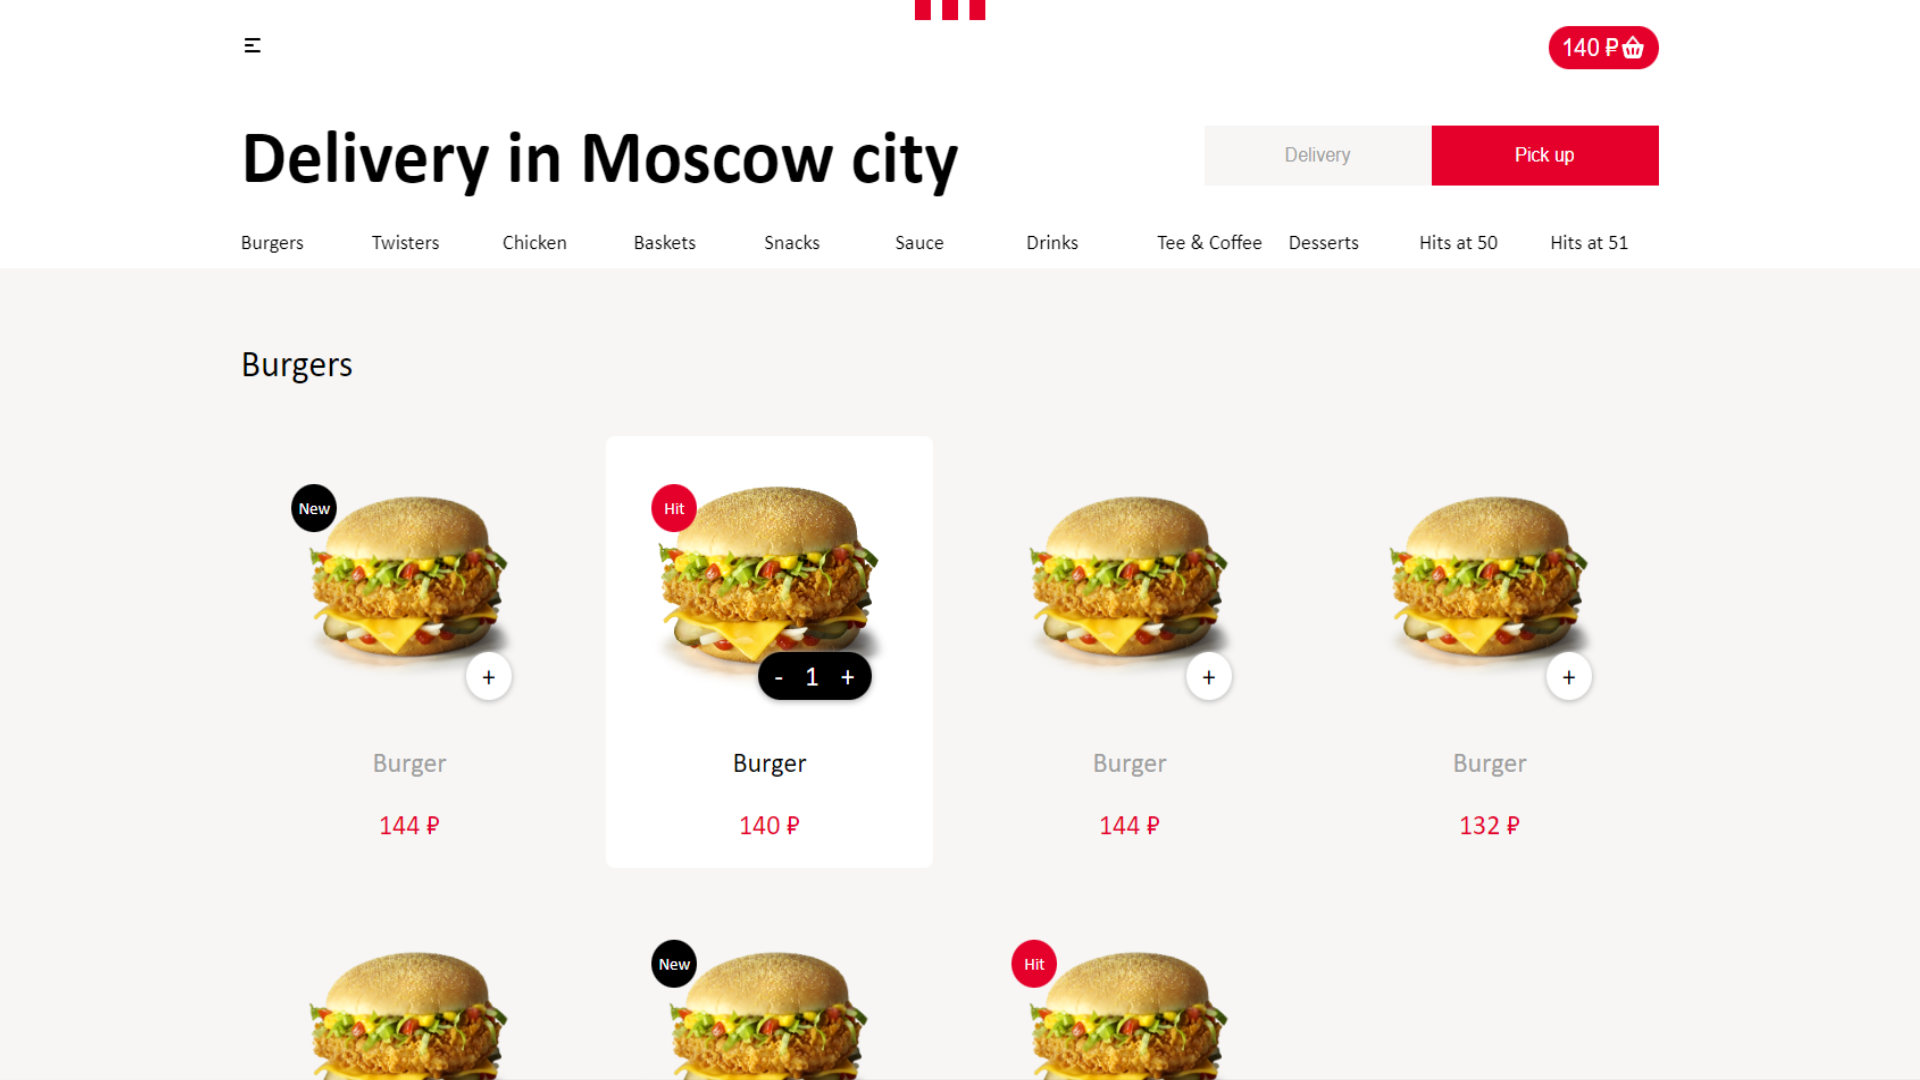 140 ₽
Delivery in Moscow city
Delivery
Pick up
Burgers
Twisters
Chicken
Baskets
Snacks
Sauce
Drinks
Tee & Coffee
Desserts
Hits at 50
Hits at 51
Burgers
New
Hit
+
- 1 +
+
+
Burger
Burger
Burger
Burger
144 ₽
140 ₽
144 ₽
132 ₽
New
Hit